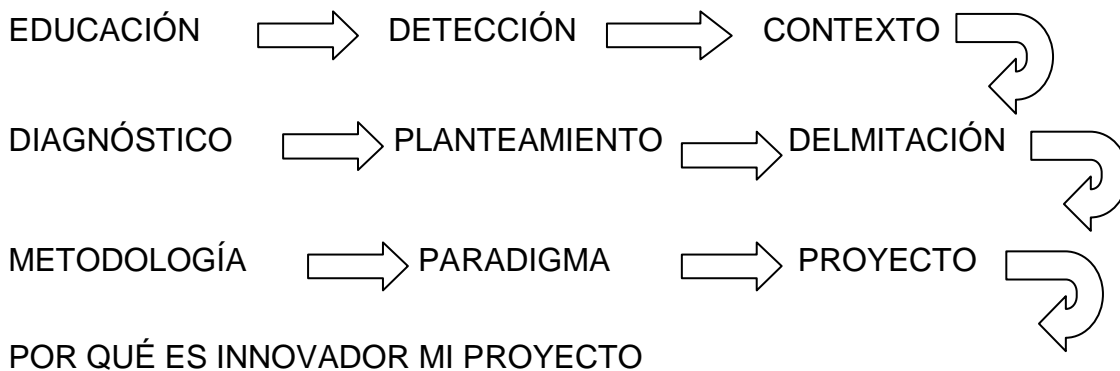 EDUCACIÓN DETECCIÓN CONTEXTO
DIAGNÓSTICO PLANTEAMIENTO DELMITACIÓN
METODOLOGÍA PARADIGMA PROYECTO
POR QUÉ ES INNOVADOR MI PROYECTO